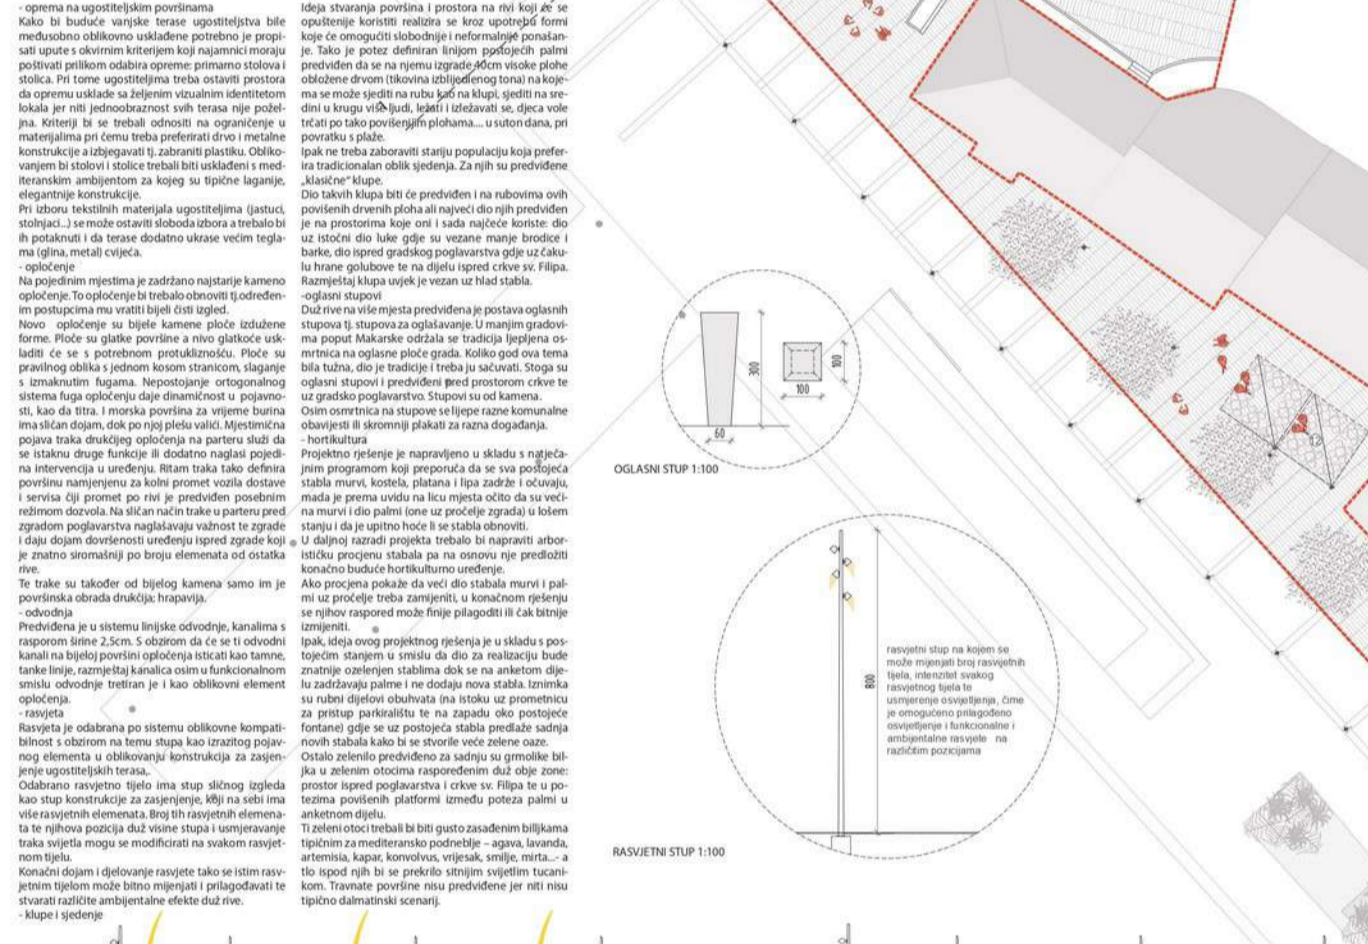 - oprema na ugostiteljskim površinama
Kako bi buduće vanjske terase ugostiteljstva bile
međusobno oblikovno usklađene potrebno je propi-
sati upute s okvirnim kriterijem koji najamnici moraju
poštivati prilikom odabira opreme: primarno stolova i
stolica. Pri tome ugostiteljima treba ostaviti prostora
da opremu usklade sa željenim vizualnim identitetom
lokala jer niti jednoobraznost svih terasa nije požel-
jna. Kriteriji bi se trebali odnositi na ograničenje u
materijalima pri čemu treba preferirati drvo i metalne
konstrukcije a izbjegavati tj. zabraniti plastiku. Obliko-
vanjem bi stolovi i stolice trebali biti usklađeni s med-
iteranskim ambijentom za kojeg su tipične laganije,
elegantnije konstrukcije.
Pri izboru tekstilnih materijala ugostiteljima (jastuci,
stolnjaci...) se može ostaviti sloboda izbora a trebalo bi
ih potaknuti i da terase dodatno ukrase većim tegla-
ma (glina, metal) cvijeća.
- opločenje
Na pojedinim mjestima je zadržano najstarije kameno
opločenje. To opločenje bi trebalo obnoviti tj.određen-
im postupcima mu vratiti bijeli čisti izgled.
Novo opločenje su bijele kamene ploče izdužene
forme. Ploče su glatke površine a nivo glatkoće usk-
laditi će se s potrebnom protukliznošću. Ploče su
pravilnog oblika s jednom kosom stranicom, slaganje
s izmaknutim fugama. Nepostojanje ortogonalnog
sistema fuga opločenju daje dinamičnost u pojavno-
sti, kao da titra. I morska površina za vrijeme burina
ima sličan dojam, dok po njoj plešu valići. Mjestimična
pojava traka drukčijeg opločenja na parteru služi da
se istaknu druge funkcije ili dodatno naglasi pojedi-
na intervencija u uređenju. Ritam traka tako definira
površinu namjenjenu za kolni promet vozila dostave
i servisa čiji promet po rivi je predviđen posebnim
režimom dozvola. Na sličan način trake u parteru pred
zgradom poglavarstva naglašavaju važnost te zgrade
i daju dojam dovršenosti uređenju ispred zgrade koji
je znatno siromašniji po broju elemenata od ostatka
rive.
Te trake su također od bijelog kamena samo im je
površinska obrada drukčija; hrapavija.
- odvodnja
Predviđena je u sistemu linijske odvodnje, kanalima s
rasporom širine 2,5cm. S obzirom da će se ti odvodni
kanali na bijeloj površini opločenja isticati kao tamne,
tanke linije, razmještaj kanalica osim u funkcionalnom
smislu odvodnje tretiran je i kao oblikovni element
opločenja.
- rasvjeta
Rasvjeta je odabrana po sistemu oblikovne kompati-
bilnost s obzirom na temu stupa kao izrazitog pojav-
nog elementa u oblikovanju konstrukcija za zasjen-
jenje ugostiteljskih terasa,.
Odabrano rasvjetno tijelo ima stup sličnog izgleda
kao stup konstrukcije za zasjenjenje, koji na sebi ima
više rasvjetnih elemenata. Broj tih rasvjetnih elemena-
ta te njihova pozicija duž visine stupa i usmjeravanje
traka svijetla mogu se modificirati na svakom rasvjet-
nom tijelu.
Konačni dojam i djelovanje rasvjete tako se istim rasv-
jetnim tijelom može bitno mijenjati i prilagođavati te
stvarati različite ambijentalne efekte duž rive.
- klupe i sjedenje
Ideja stvaranja površina i prostora na rivi koji će se
opuštenije koristiti realizira se kroz upotrebu formi
koje će omogućiti slobodnije i neformalnije ponašan-
je. Tako je potez definiran linijom postojećih palmi
predviđen da se na njemu izgrade 40cm visoke plohe
obložene drvom (tikovina izblijeđenog tona) na koje-
ma se može sjediti na rubu kao na klupi, sjediti na sre-
dini u krugu više ljudi, ležati i izležavati se, djeca vole
trčati po tako povišenjim plohama.... u suton dana, pri
povratku s plaže.
Ipak ne treba zaboraviti stariju populaciju koja prefer-
ira tradicionalan oblik sjedenja. Za njih su predviđene
„klasične" klupe.
Dio takvih klupa biti će predviđen i na rubovima ovih
povišenih drvenih ploha ali najveći dio njih predviđen
je na prostorima koje oni i sada najčeće koriste: dio
uz istočni dio luke gdje su vezane manje brodice i
barke, dio ispred gradskog poglavarstva gdje uz čaku-
lu hrane golubove te na dijelu ispred crkve sv. Filipa.
Razmještaj klupa uvjek je vezan uz hlad stabla.
-oglasni stupovi
Duž rive na više mjesta predviđena je postava oglasnih
stupova tj. stupova za oglašavanje. U manjim gradovi-
ma poput Makarske održala se tradicija ljepljena os-
mrtnica na oglasne ploče grada. Koliko god ova tema
bila tužna, dio je tradicije i treba ju sačuvati. Stoga su
oglasni stupovi i predviđeni pred prostorom crkve te
uz gradsko poglavarstvo. Stupovi su od kamena.
Osim osmrtnica na stupove se lijepe razne komunalne
obavijesti ili skromniji plakati za razna događanja.
- hortikultura
Projektno rješenje je napravljeno u skladu s natječa-
jnim programom koji preporuča da se sva postojeća
stabla murvi, kostela, platana i lipa zadrže i očuvaju,
mada je prema uvidu na licu mjesta očito da su veći-
na murvi i dio palmi (one uz pročelje zgrada) u lošem
stanju i da je upitno hoće li se stabla obnoviti.
U daljnoj razradi projekta trebalo bi napraviti arbor-
ističku procjenu stabala pa na osnovu nje predložiti
konačno buduće hortikulturno uređenje.
Ako procjena pokaže da veći dio stabala murvi i pal-
mi uz pročelje treba zamijeniti, u konačnom rješenju
se njihov raspored može finije pilagoditi ili čak bitnije
izmijeniti.
Ipak, ideja ovog projektnog rješenja je u skladu s pos-
tojećim stanjem u smislu da dio za realizaciju bude
znatnije ozelenjen stablima dok se na anketom dije-
lu zadržavaju palme i ne dodaju nova stabla. Iznimka
su rubni dijelovi obuhvata (na istoku uz prometnicu
za pristup parkiralištu te na zapadu oko postojeće
fontane) gdje se uz postojeća stabla predlaže sadnja
novih stabala kako bi se stvorile veće zelene oaze.
Ostalo zelenilo predviđeno za sadnju su grmolike bil-
jka u zelenim otocima raspoređenim duž obje zone:
prostor ispred poglavarstva i crkve sv. Filipa te u po-
tezima povišenih platformi između poteza palmi u
anketnom dijelu.
Ti zeleni otoci trebali bi biti gusto zasađenim billjkama
tipičnim za mediteransko podneblje – agava, lavanda,
artemisia, kapar, konvolvus, vrijesak, smilje, mirta...- a
tlo ispod njih bi se prekrilo sitnijim svijetlim tucani-
kom. Travnate površine nisu predviđene jer niti nisu
tipično dalmatinski scenarij.
300
100
100
60
OGLASNI STUP 1:100
800
rasvjetni stup na kojem se
može mijenjati broj rasvjetnih
tijela, intenzitet svakog
rasvjetnog tijela te
usmjerenje osvijetljenja, čime
je omogućeno prilagođeno
osvijetljenje i funkcionalne i
ambijentalne rasvjete na
različitim pozicijama
RASVJETNI STUP 1:100
12